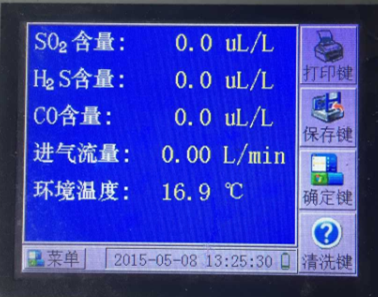 SO₂含量: 0.0 uL/L
打印键
H₂S含量: 0.0 uL/L
CO含量: 0.0 uL/L
保存键
进气流量: 0.00 L/min
环境温度: 16.9 ℃
确定键
清洗键
菜单 2015-05-08 13:25:30